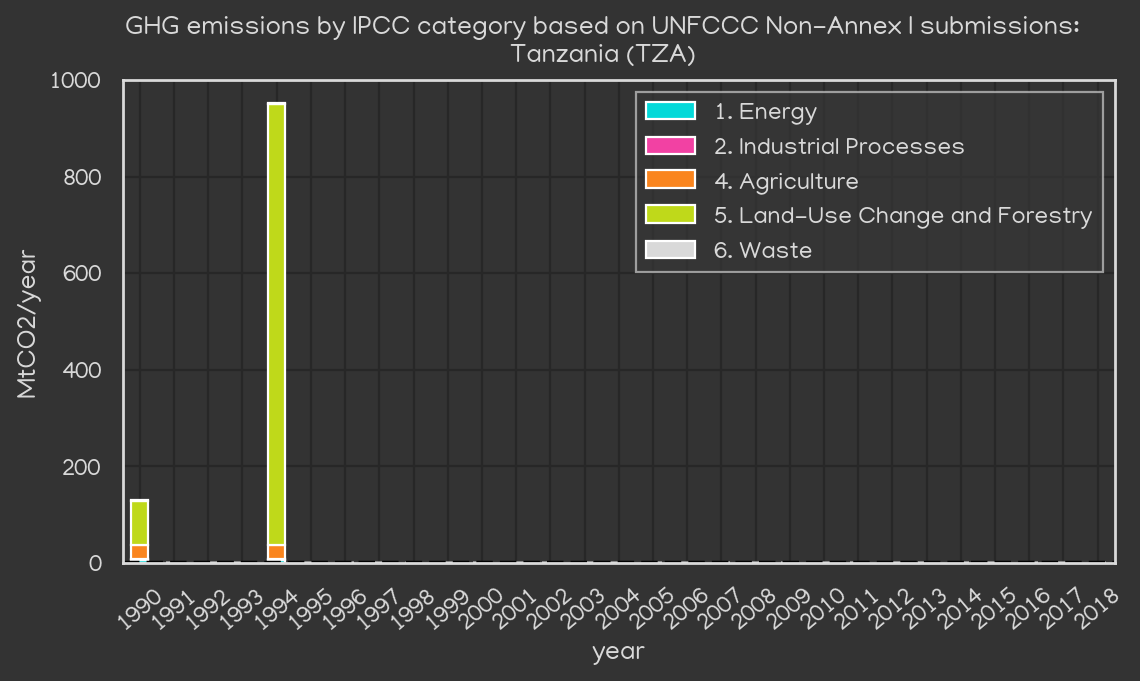 GHG emissions by IPCC category based on UNFCCC Non-Annex I submissions:
Tanzania (TZA)
1000
800
600
400
200
0
MtCO2/year
1. Energy
2. Industrial Processes
4. Agriculture
5. Land-Use Change and Forestry
6. Waste
1990 1991 1992 1993 1994 1995 1996 1997 1998 1999 2000 2001 2002 2003 2004 2005 2006 2007 2008 2009 2010 2011 2012 2013 2014 2015 2016 2017 2018
year